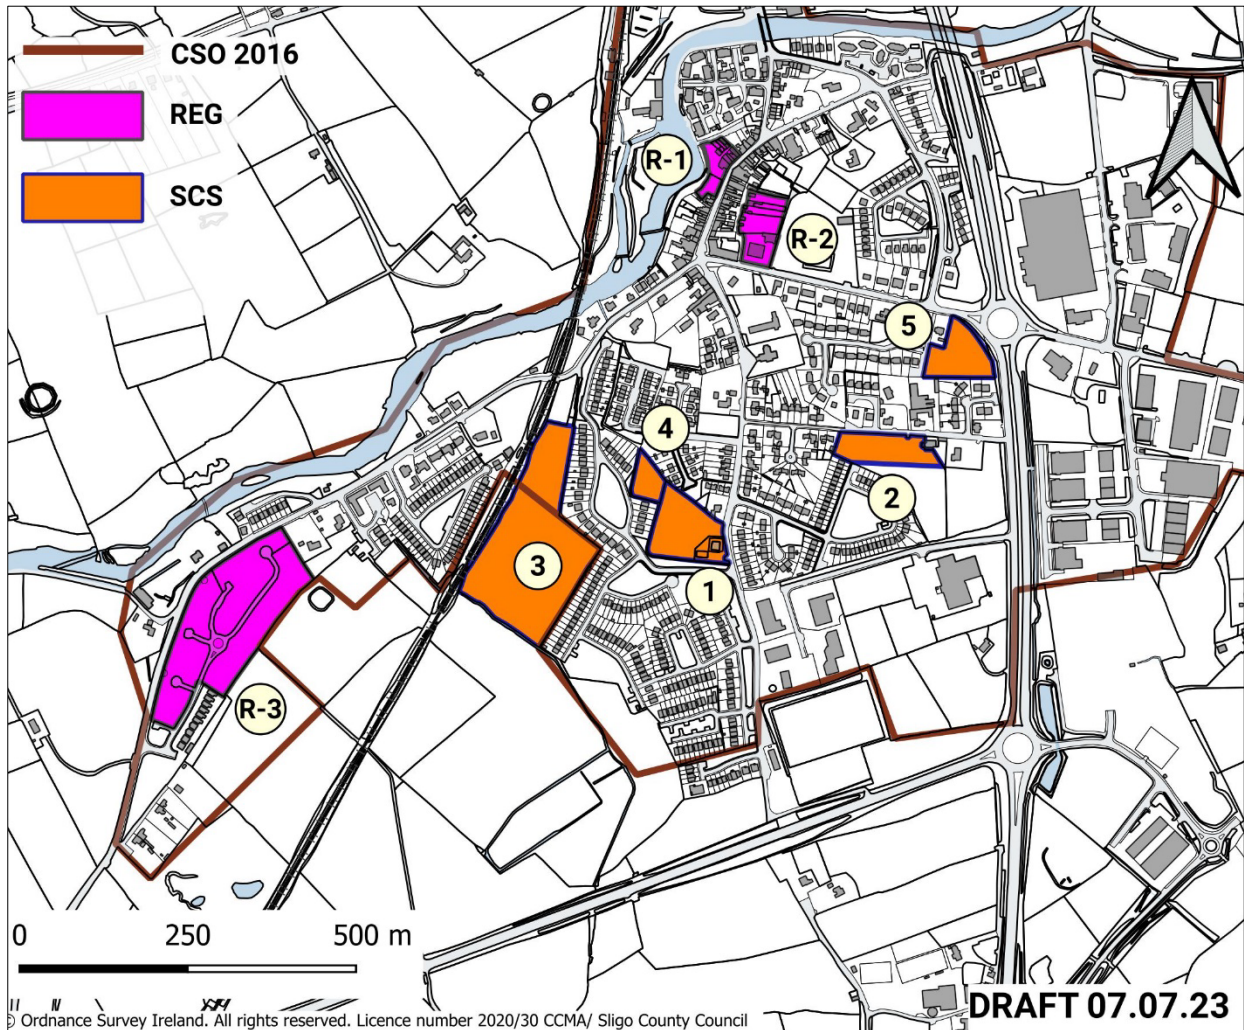 CSO 2016
REG
SCS
R-1
R-2
5
4
2
3
1
R-3
0 250 500 m
DRAFT 07.07.23
© Ordnance Survey Ireland. All rights reserved. Licence number 2020/30 CCMA/ Sligo County Council